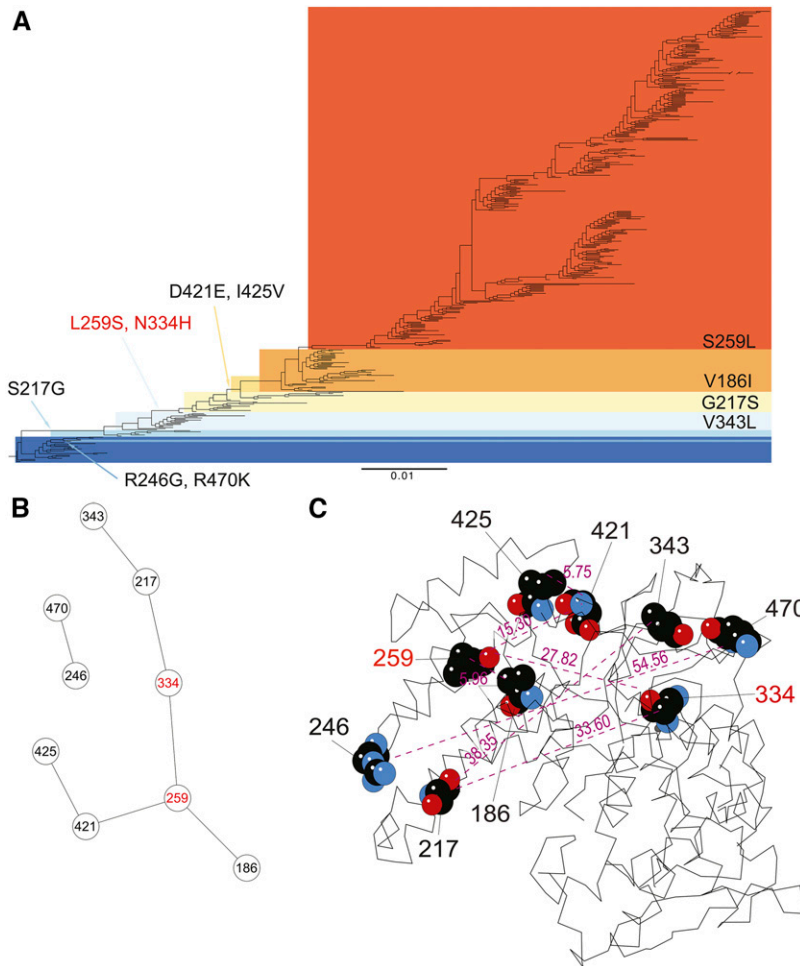 A
D421E, I425V
L259S, N334H
S217G
R246G, R470K
S259L
V186I
G217S
V343L
0.01
B
343
217
470
334
246
425
259
421
186
C
425
421
343
470
5.75
15.30
259
27.82
54.56
5.98
334
246
38.35
33.60
186
217